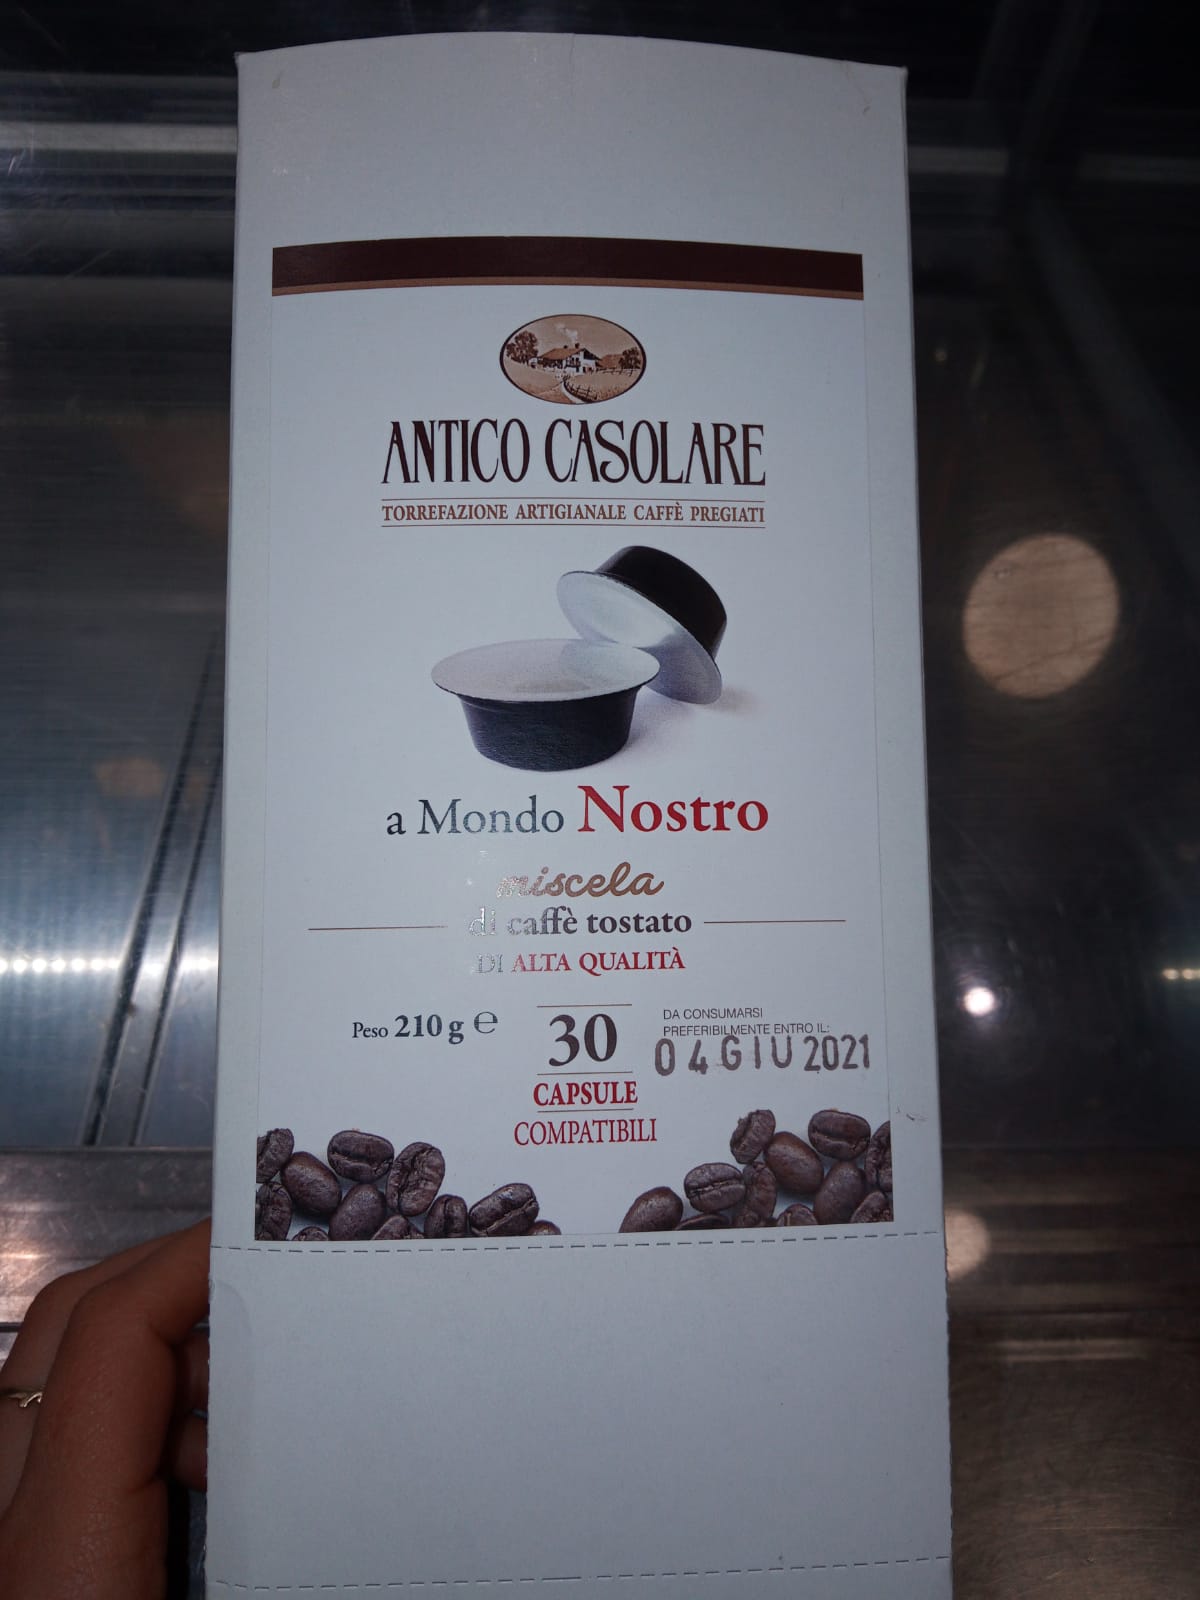 ANTICO CASOLARE
TORREFAZIONE ARTIGIANALE CAFFÈ PREGIATI
a Mondo Nostro
miscela
di caffè tostato
DI ALTA QUALITÀ
Peso 210 g ℮
30
CAPSULE
COMPATIBILI
DA CONSUMARSI
PREFERIBILMENTE ENTRO IL:
04 GIU 2021